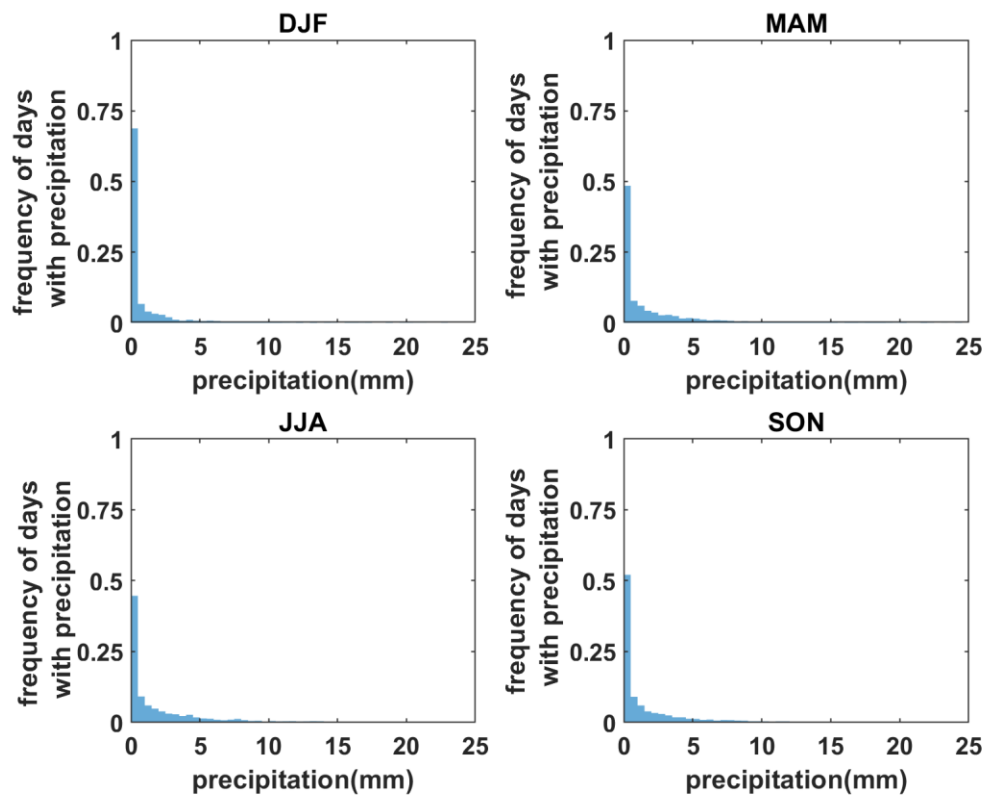 DJF
1
0.75
0.5
0.25
0
frequency of days
with precipitation
0 5 10 15 20 25
precipitation(mm)
MAM
1
0.75
0.5
0.25
0
frequency of days
with precipitation
0 5 10 15 20 25
precipitation(mm)
JJA
1
0.75
0.5
0.25
0
frequency of days
with precipitation
0 5 10 15 20 25
precipitation(mm)
SON
1
0.75
0.5
0.25
0
frequency of days
with precipitation
0 5 10 15 20 25
precipitation(mm)